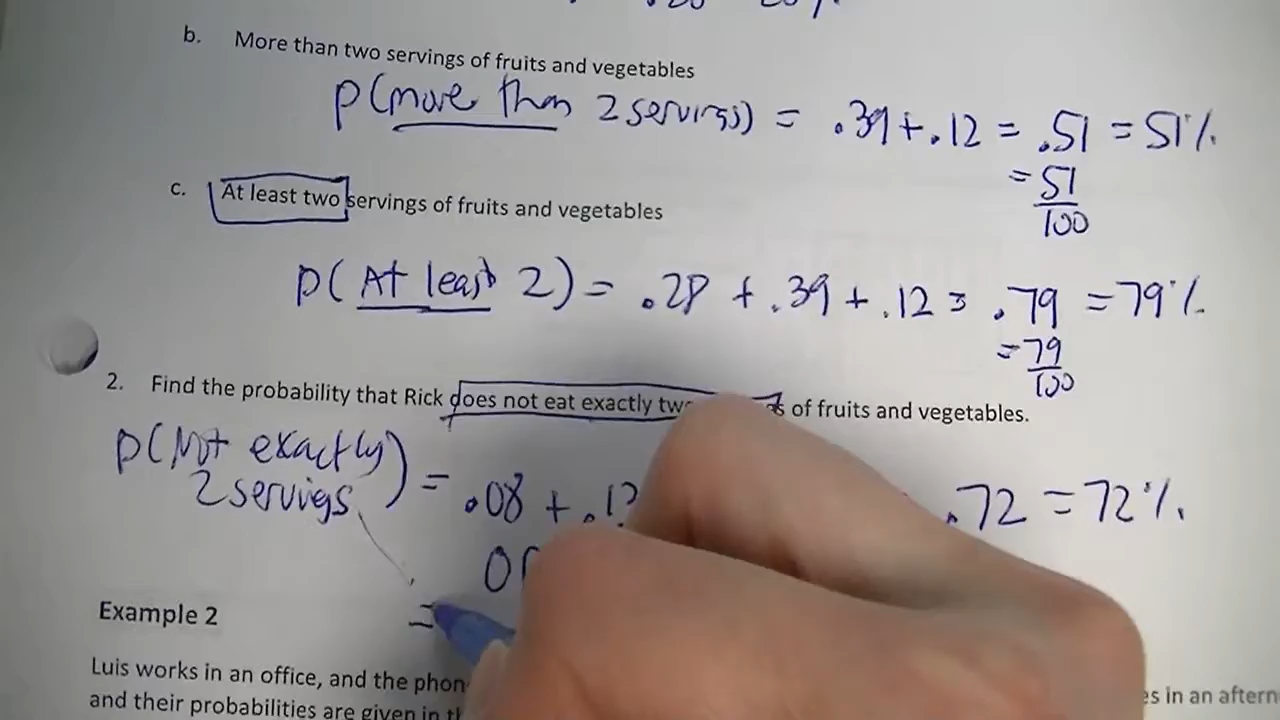 b. More than two servings of fruits and vegetables
P(more than 2 servings) = .39 + .12 = .51 = 51%
= 51/100
c. At least two servings of fruits and vegetables
P(At least 2) = .28 + .39 + .12 = .79 = 79%
= 79/100
2. Find the probability that Rick does not eat exactly two of fruits and vegetables.
P(Not exactly 2 servings) = .08 + .13 .72 = 72%
=
Example 2
Luis works in an office, and the phon es in an aftern
and their probabilities are given in